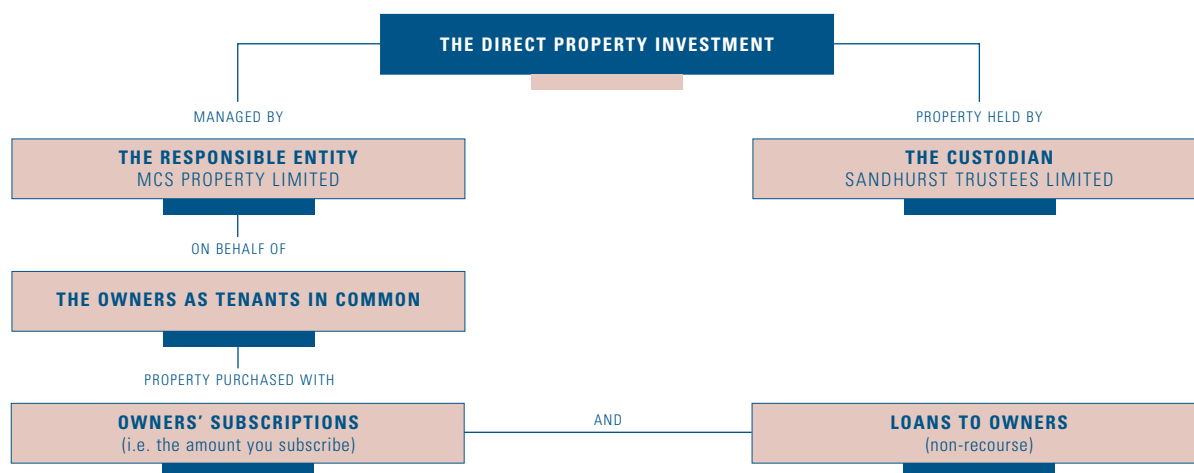 THE DIRECT PROPERTY INVESTMENT
MANAGED BY
PROPERTY HELD BY
THE RESPONSIBLE ENTITY
MCS PROPERTY LIMITED
THE CUSTODIAN
SANDHURST TRUSTEES LIMITED
ON BEHALF OF
THE OWNERS AS TENANTS IN COMMON
PROPERTY PURCHASED WITH
OWNERS' SUBSCRIPTIONS
(i.e. the amount you subscribe)
AND
LOANS TO OWNERS
(non-recourse)